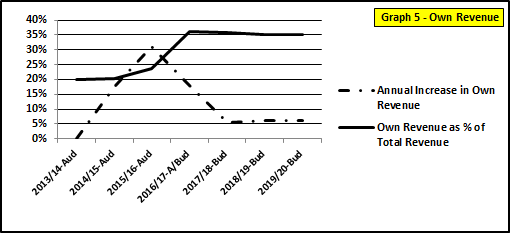 Graph 5 - Own Revenue
40%
35%
30%
25%
20%
15%
10%
5%
0%
2013/14-Aud
2014/15-Aud
2015/16-Aud
2016/17-A/Bud
2017/18-Bud
2018/19-Bud
2019/20-Bud
Annual Increase in Own
Revenue
Own Revenue as % of
Total Revenue